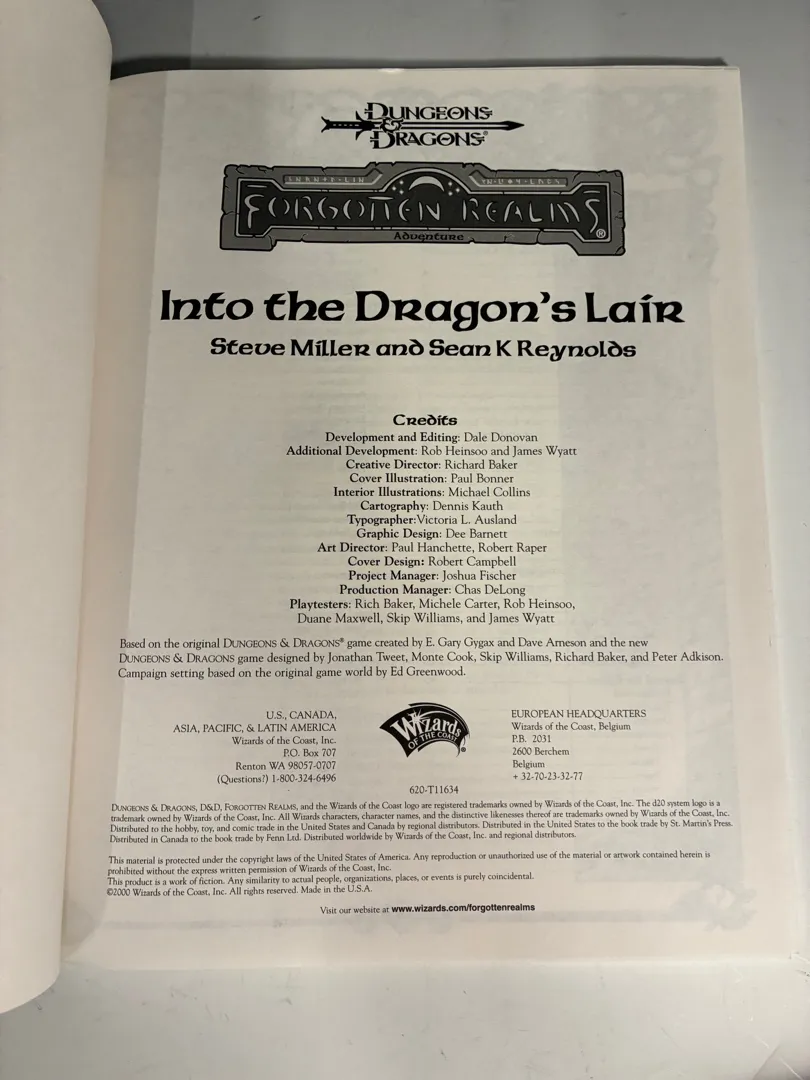 DUNGEONS
& DRAGONS®
FORGOTTEN REALMS®
Adventure
Into the Dragon's Lair
Steve Miller and Sean K Reynolds
Credits
Development and Editing: Dale Donovan
Additional Development: Rob Heinsoo and James Wyatt
Creative Director: Richard Baker
Cover Illustration: Paul Bonner
Interior Illustrations: Michael Collins
Cartography: Dennis Kauth
Typographer:Victoria L. Ausland
Graphic Design: Dee Barnett
Art Director: Paul Hanchette, Robert Raper
Cover Design: Robert Campbell
Project Manager: Joshua Fischer
Production Manager: Chas DeLong
Playtesters: Rich Baker, Michele Carter, Rob Heinsoo,
Duane Maxwell, Skip Williams, and James Wyatt
Based on the original DUNGEONS & DRAGONS® game created by E. Gary Gygax and Dave Arneson and the new
DUNGEONS & DRAGONS game designed by Jonathan Tweet, Monte Cook, Skip Williams, Richard Baker, and Peter Adkison.
Campaign setting based on the original game world by Ed Greenwood.
U.S., CANADA,
ASIA, PACIFIC, & LATIN AMERICA
Wizards of the Coast, Inc.
P.O. Box 707
Renton WA 98057-0707
(Questions?) 1-800-324-6496
Wizards
OF THE COAST®
EUROPEAN HEADQUARTERS
Wizards of the Coast, Belgium
P.B. 2031
2600 Berchem
Belgium
+ 32-70-23-32-77
620-T11634
DUNGEONS & DRAGONS, D&D, FORGOTTEN REALMS, and the Wizards of the Coast logo are registered trademarks owned by Wizards of the Coast, Inc. The d20 system logo is a
trademark owned by Wizards of the Coast, Inc. All Wizards characters, character names, and the distinctive likenesses thereof are trademarks owned by Wizards of the Coast, Inc.
Distributed to the hobby, toy, and comic trade in the United States and Canada by regional distributors. Distributed in the United States to the book trade by St. Martin's Press.
Distributed in Canada to the book trade by Fenn Ltd. Distributed worldwide by Wizards of the Coast, Inc. and regional distributors.
This material is protected under the copyright laws of the United States of America. Any reproduction or unauthorized use of the material or artwork contained herein is
prohibited without the express written permission of Wizards of the Coast, Inc.
This product is a work of fiction. Any similarity to actual people, organizations, places, or events is purely coincidental.
©2000 Wizards of the Coast, Inc. All rights reserved. Made in the U.S.A.
Visit our website at www.wizards.com/forgottenrealms